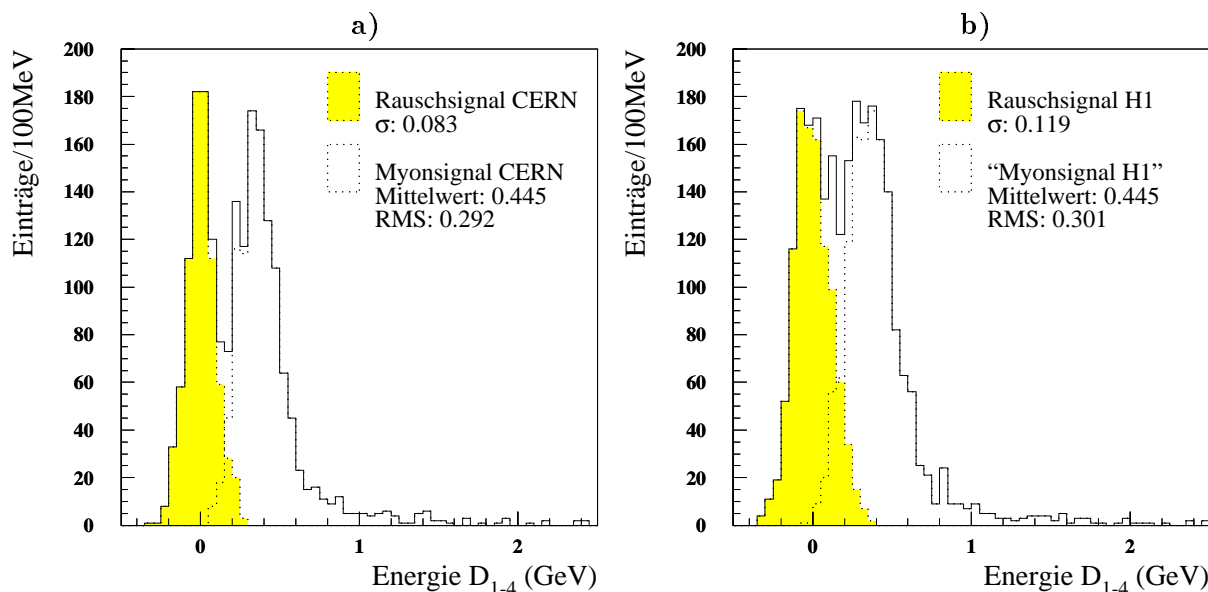 a)
Einträge/100MeV
200
180
160
140
120
100
80
60
40
20
0
Rauschsignal CERN
σ: 0.083
Myonsignal CERN
Mittelwert: 0.445
RMS: 0.292
0 1 2
Energie D1-4 (GeV)
b)
Einträge/100MeV
200
180
160
140
120
100
80
60
40
20
0
Rauschsignal H1
σ: 0.119
“Myonsignal H1”
Mittelwert: 0.445
RMS: 0.301
0 1 2
Energie D1-4 (GeV)